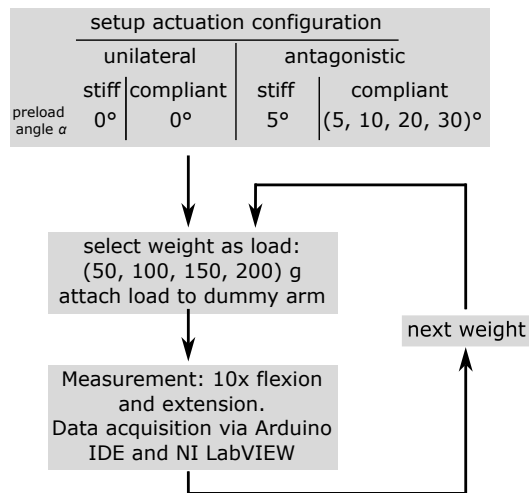 setup actuation configuration
unilateral antagonistic
stiff compliant stiff compliant
preload
angle α 0° 0° 5° (5, 10, 20, 30)°
select weight as load:
(50, 100, 150, 200) g
attach load to dummy arm
next weight
Measurement: 10x flexion
and extension.
Data acquisition via Arduino
IDE and NI LabVIEW